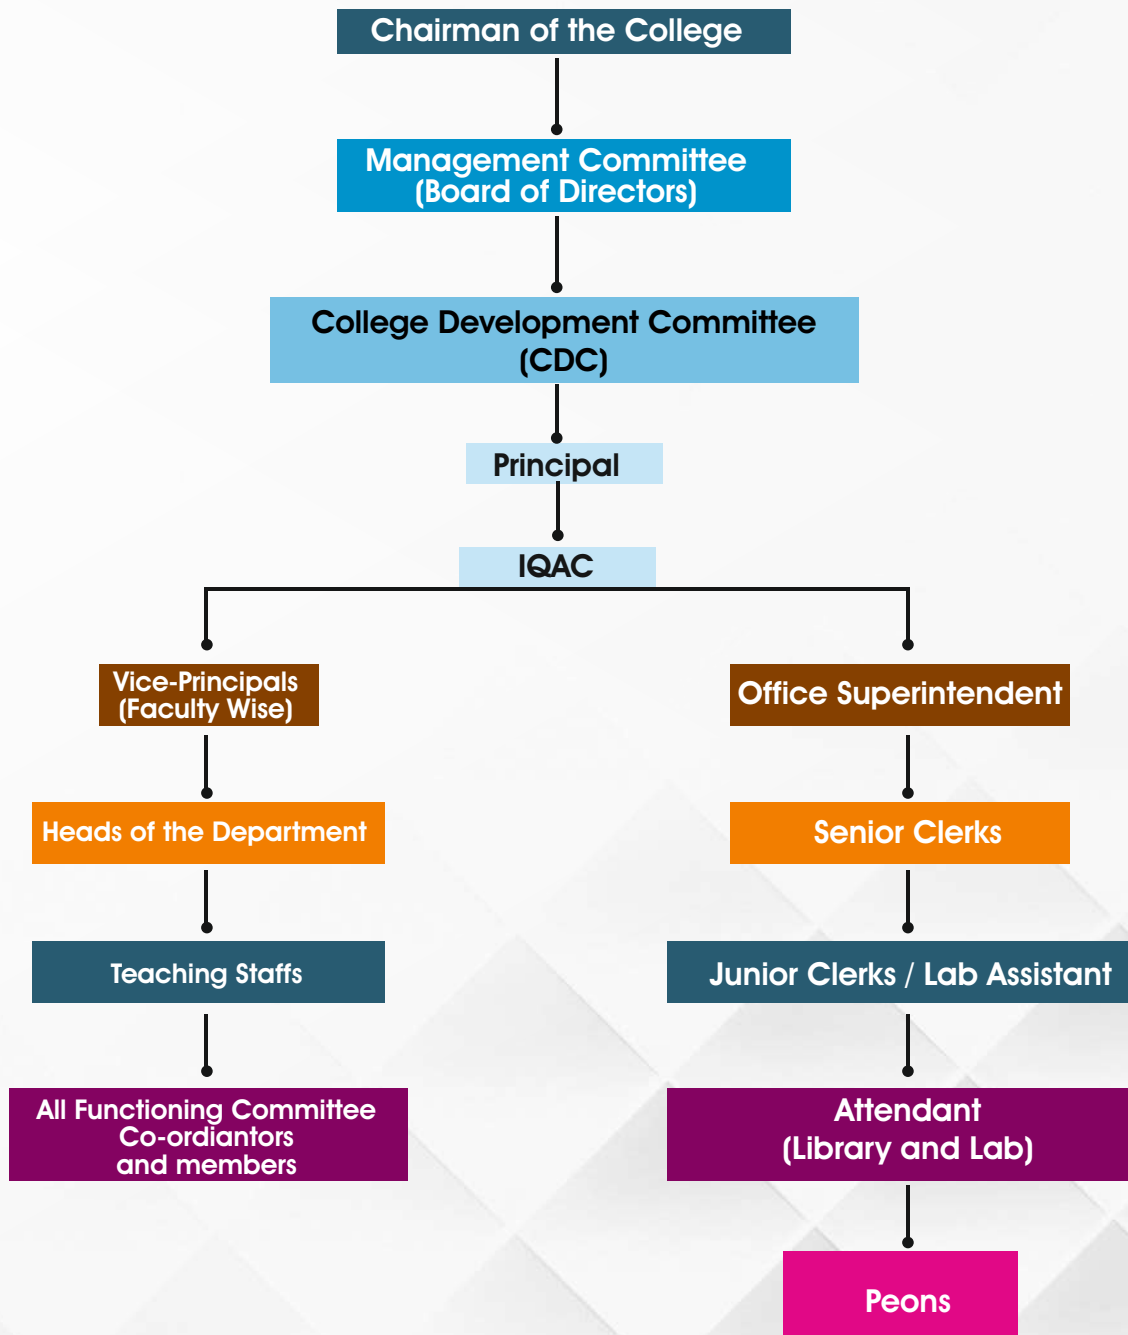 Chairman of the College
Management Committee
(Board of Directors)
College Development Committee
(CDC)
Principal
IQAC
Vice-Principals
(Faculty Wise)
Office Superintendent
Heads of the Department
Senior Clerks
Teaching Staffs
Junior Clerks / Lab Assistant
All Functioning Committee
Co-ordiantors
and members
Attendant
(Library and Lab)
Peons